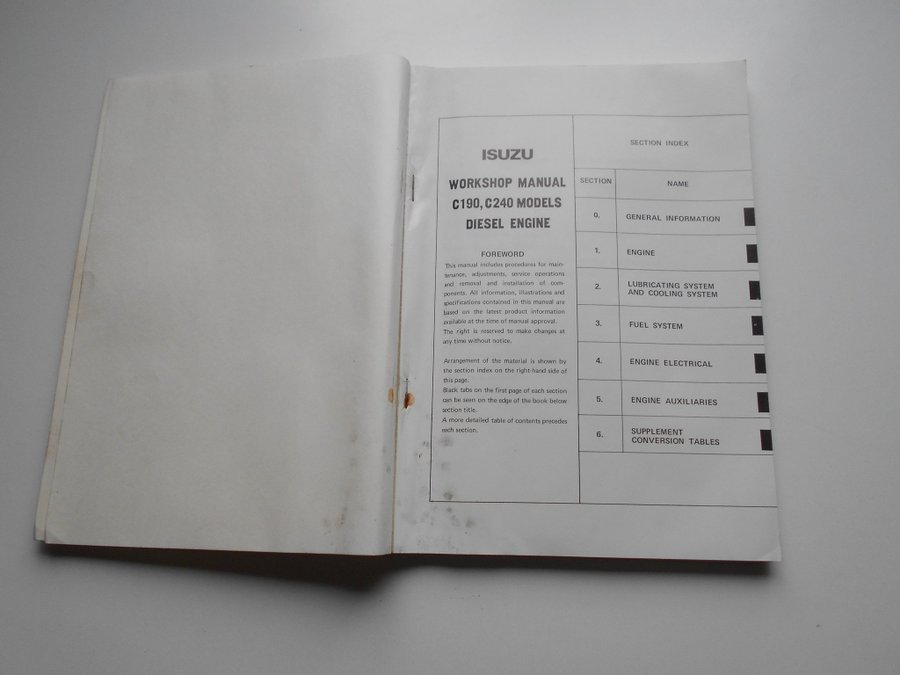 ISUZU
WORKSHOP MANUAL
C190, C240 MODELS
DIESEL ENGINE
FOREWORD
This manual includes procedures for main-
tenance, adjustments, service operations
and removal and installation of com-
ponents. All information, illustrations and
specifications contained in this manual are
based on the latest product information
available at the time of manual approval.
The right is reserved to make changes at
any time without notice.
Arrangement of the material is shown by
the section index on the right-hand side of
this page.
Black tabs on the first page of each section
can be seen on the edge of the book below
section title.
A more detailed table of contents precedes
each section.
SECTION INDEX
SECTION NAME
0. GENERAL INFORMATION
1. ENGINE
2. LUBRICATING SYSTEM
AND COOLING SYSTEM
3. FUEL SYSTEM
4. ENGINE ELECTRICAL
5. ENGINE AUXILIARIES
6. SUPPLEMENT
CONVERSION TABLES